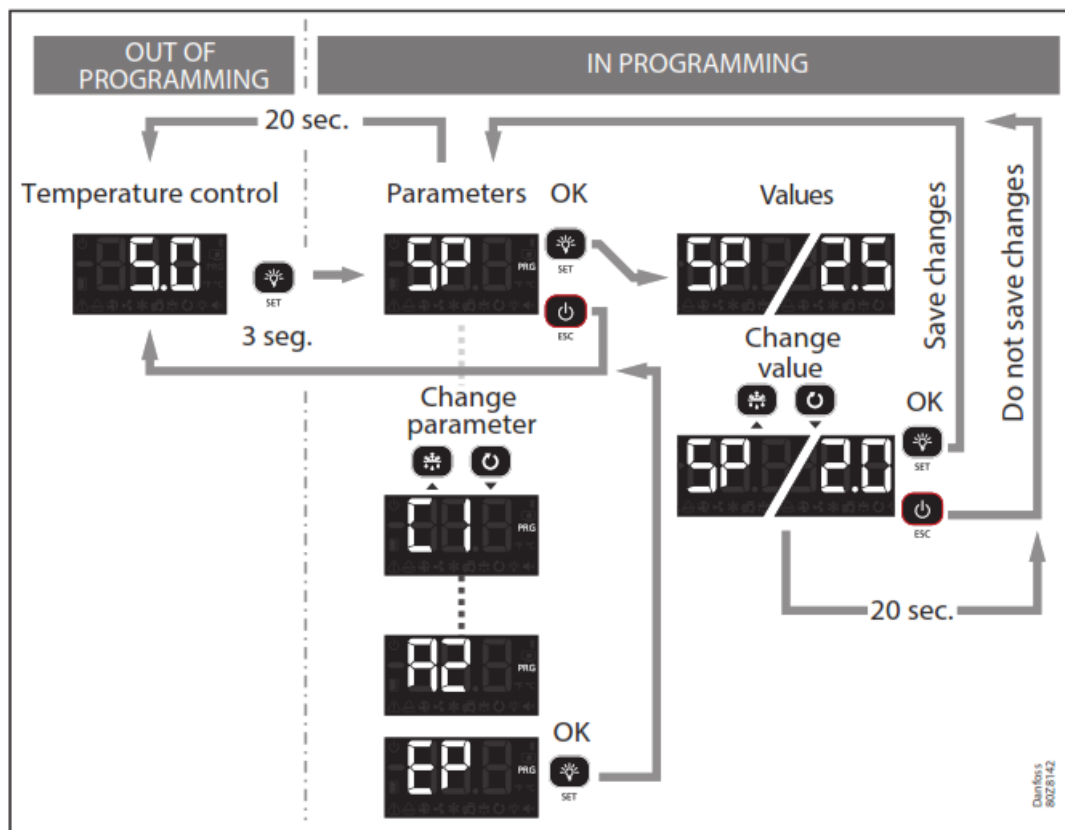 OUT OF
PROGRAMMING
IN PROGRAMMING
20 sec.
Temperature control
Parameters
OK
Values
5.0
SET
3 seg.
SP
PRG
SET
ESC
SP / 2.5
Change
value
Save changes
Do not save changes
Change
parameter
OK
SP / 2.0
SET
ESC
C1
PRG
20 sec.
A2
PRG
OK
EP
PRG
SET
Danfoss
80Z8142